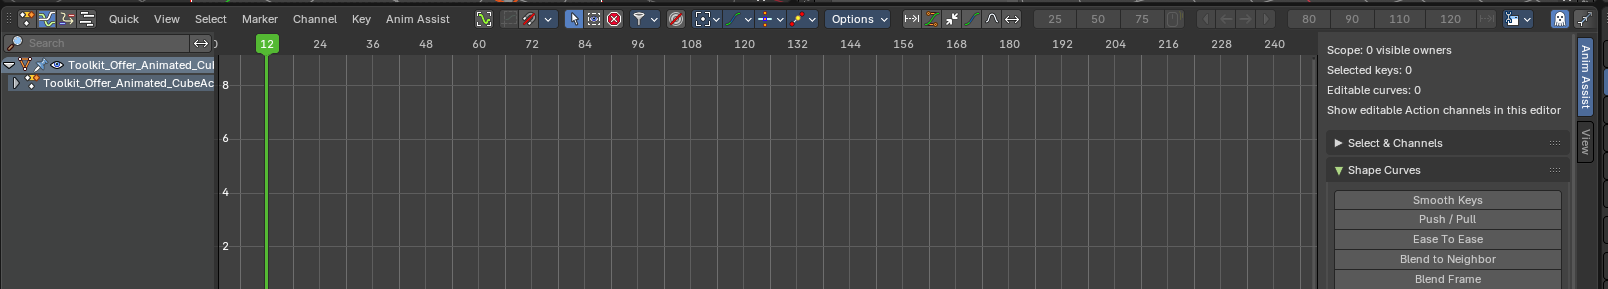 Quick View Select Marker Channel Key Anim Assist Options 25 50 75 80 90 110 120
Search
12 24 36 48 60 72 84 96 108 120 132 144 156 168 180 192 204 216 228 240
Toolkit_Offer_Animated_Cul
Toolkit_Offer_Animated_CubeAc
8
6
4
2
Scope: 0 visible owners
Selected keys: 0
Editable curves: 0
Show editable Action channels in this editor
Select & Channels
Shape Curves
Smooth Keys
Push / Pull
Ease To Ease
Blend to Neighbor
Blend Frame
Anim Assist
View